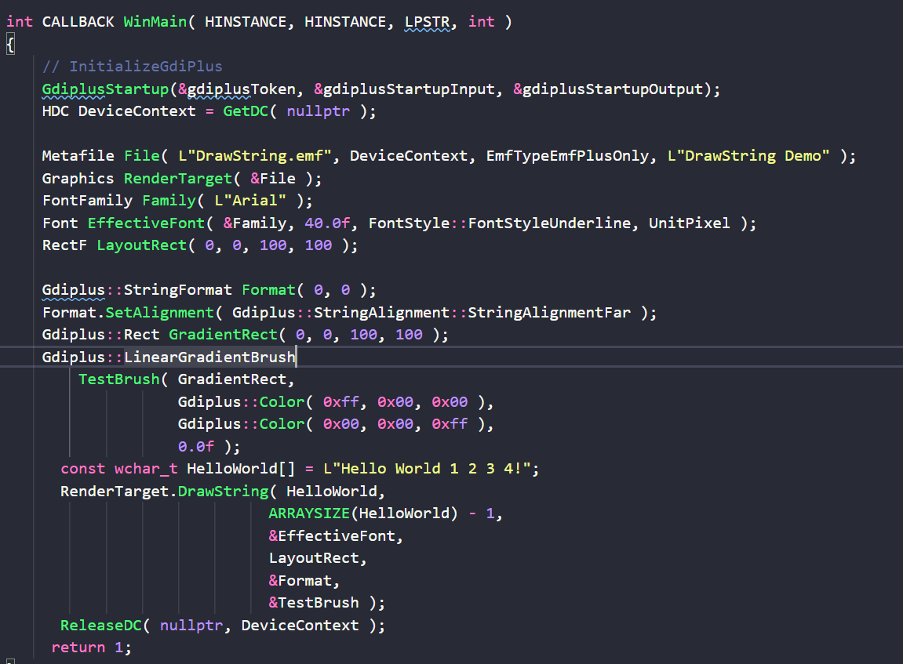 int CALLBACK WinMain( HINSTANCE, HINSTANCE, LPSTR, int )
{
// InitializeGdiPlus
GdiplusStartup(&gdiplusToken, &gdiplusStartupInput, &gdiplusStartupOutput);
HDC DeviceContext = GetDC( nullptr );
Metafile File( L"DrawString.emf", DeviceContext, EmfTypeEmfPlusOnly, L"DrawString Demo" );
Graphics RenderTarget( &File );
FontFamily Family( L"Arial" );
Font EffectiveFont( &Family, 40.0f, FontStyle::FontStyleUnderline, UnitPixel );
RectF LayoutRect( 0, 0, 100, 100 );
Gdiplus::StringFormat Format( 0, 0 );
Format.SetAlignment( Gdiplus::StringAlignment::StringAlignmentFar );
Gdiplus::Rect GradientRect( 0, 0, 100, 100 );
Gdiplus::LinearGradientBrush
TestBrush( GradientRect,
Gdiplus::Color( 0xff, 0x00, 0x00 ),
Gdiplus::Color( 0x00, 0x00, 0xff ),
0.0f );
const wchar_t HelloWorld[] = L"Hello World 1 2 3 4!";
RenderTarget.DrawString( HelloWorld,
ARRAYSIZE(HelloWorld) - 1,
&EffectiveFont,
LayoutRect,
&Format,
&TestBrush );
ReleaseDC( nullptr, DeviceContext );
return 1;